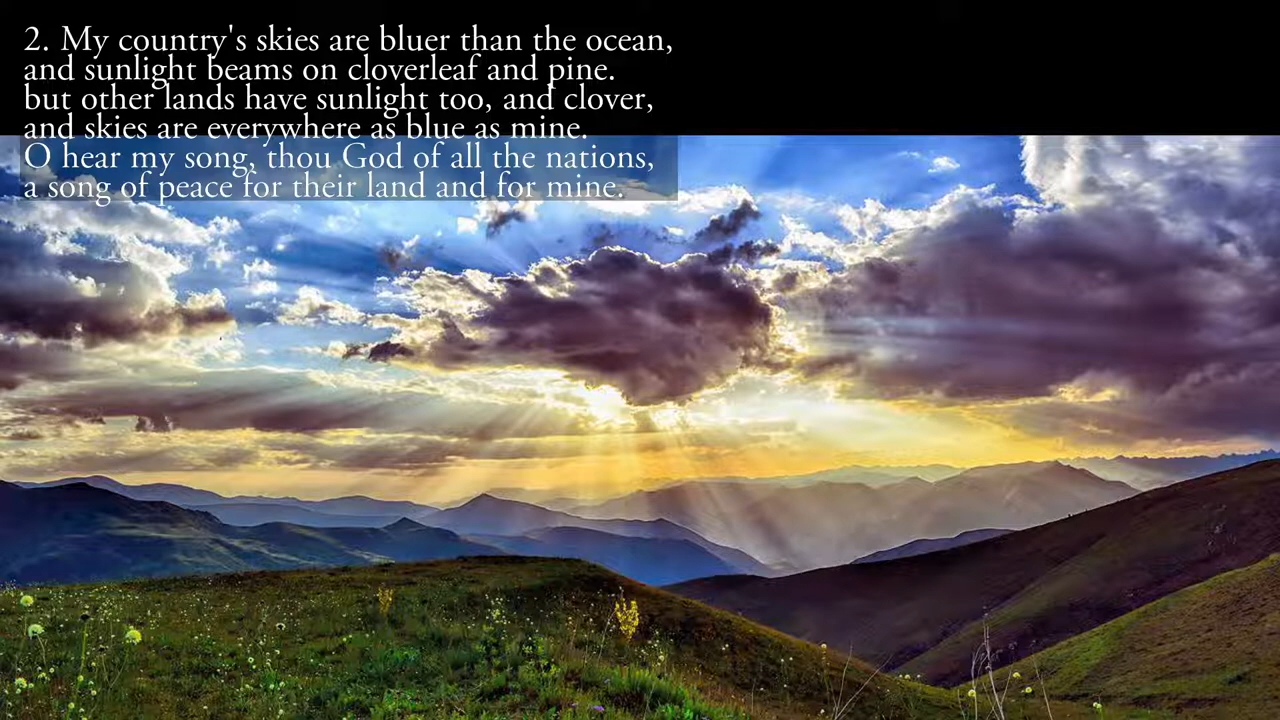 2. My country's skies are bluer than the ocean,
and sunlight beams on cloverleaf and pine.
but other lands have sunlight too, and clover,
and skies are everywhere as blue as mine.
O hear my song, thou God of all the nations,
a song of peace for their land and for mine.